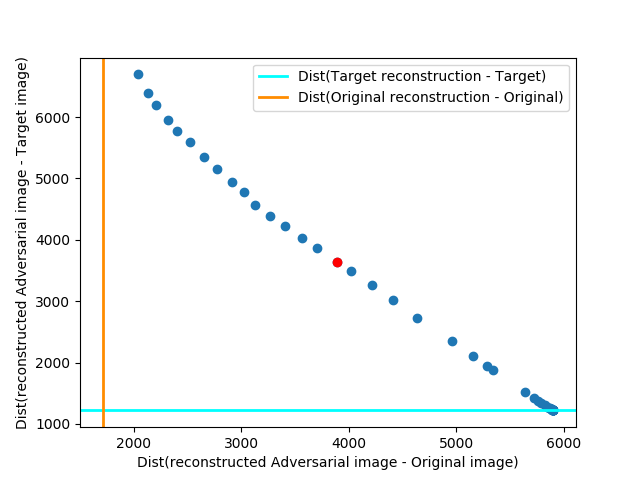 Dist(Target reconstruction - Target)
Dist(Original reconstruction - Original)
Dist(reconstructed Adversarial image - Target image)
6000
5000
4000
3000
2000
1000
2000 3000 4000 5000 6000
Dist(reconstructed Adversarial image - Original image)